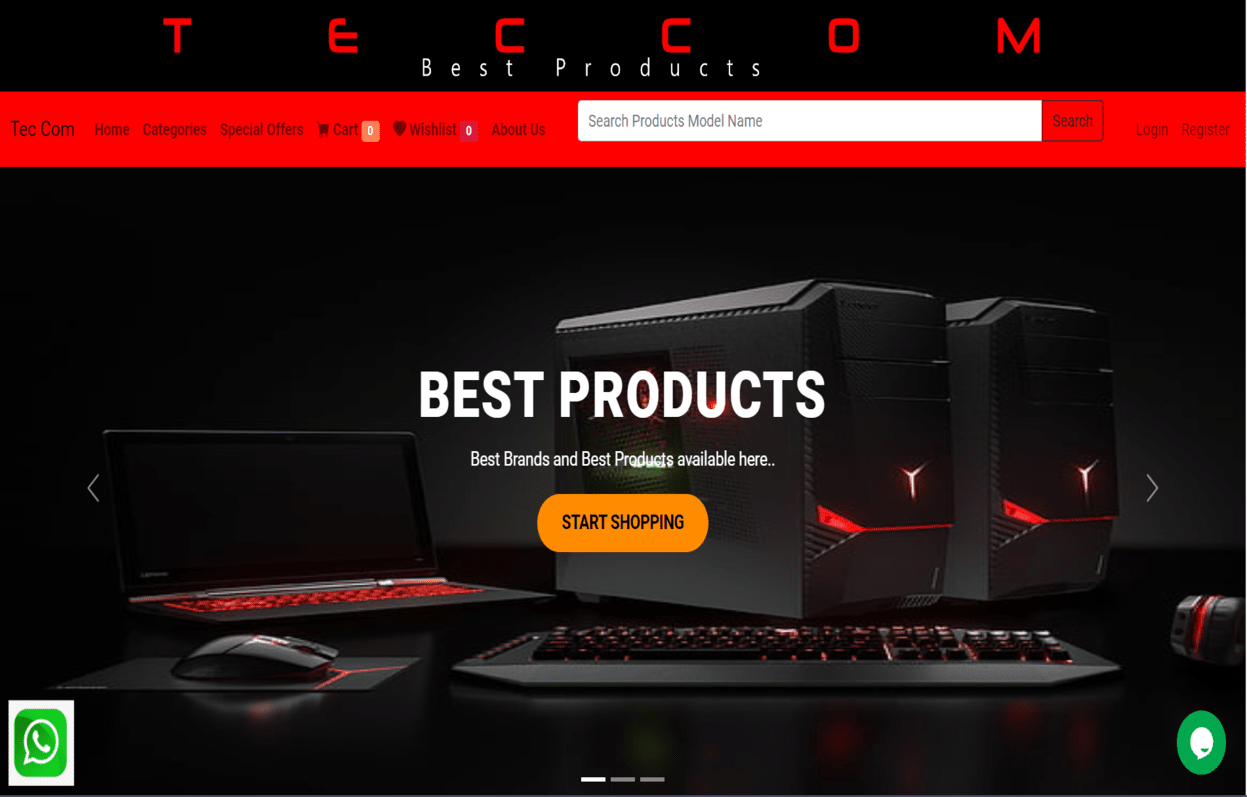 TECCOM
Best Products
Tec Com Home Categories Special Offers Cart 0 Wishlist 0 About Us Search Products Model Name Search Login Register
BEST PRODUCTS
Best Brands and Best Products available here..
START SHOPPING